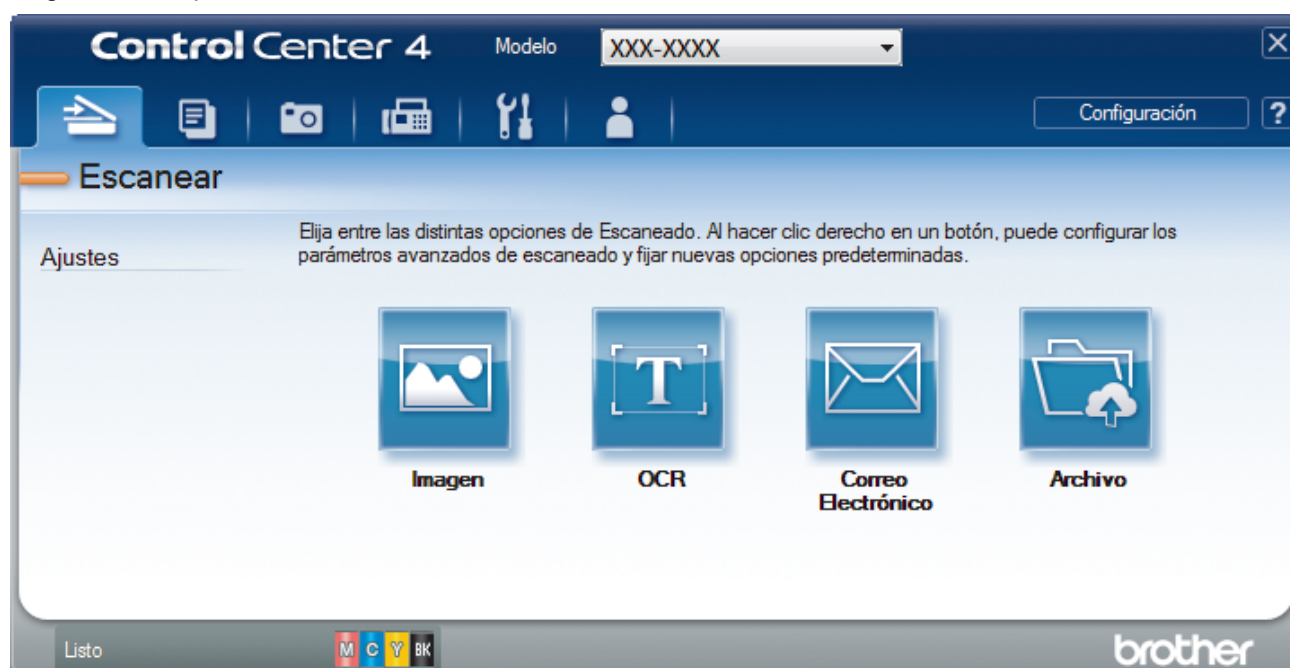 Control Center 4
Modelo
XXX-XXXX
Configuración
?
Escanear
Ajustes
Elija entre las distintas opciones de Escaneado. Al hacer clic derecho en un botón, puede configurar los
parámetros avanzados de escaneado y fijar nuevas opciones predeterminadas.
T
Imagen
OCR
Correo
Electrónico
Archivo
Listo
M C Y BK
brother